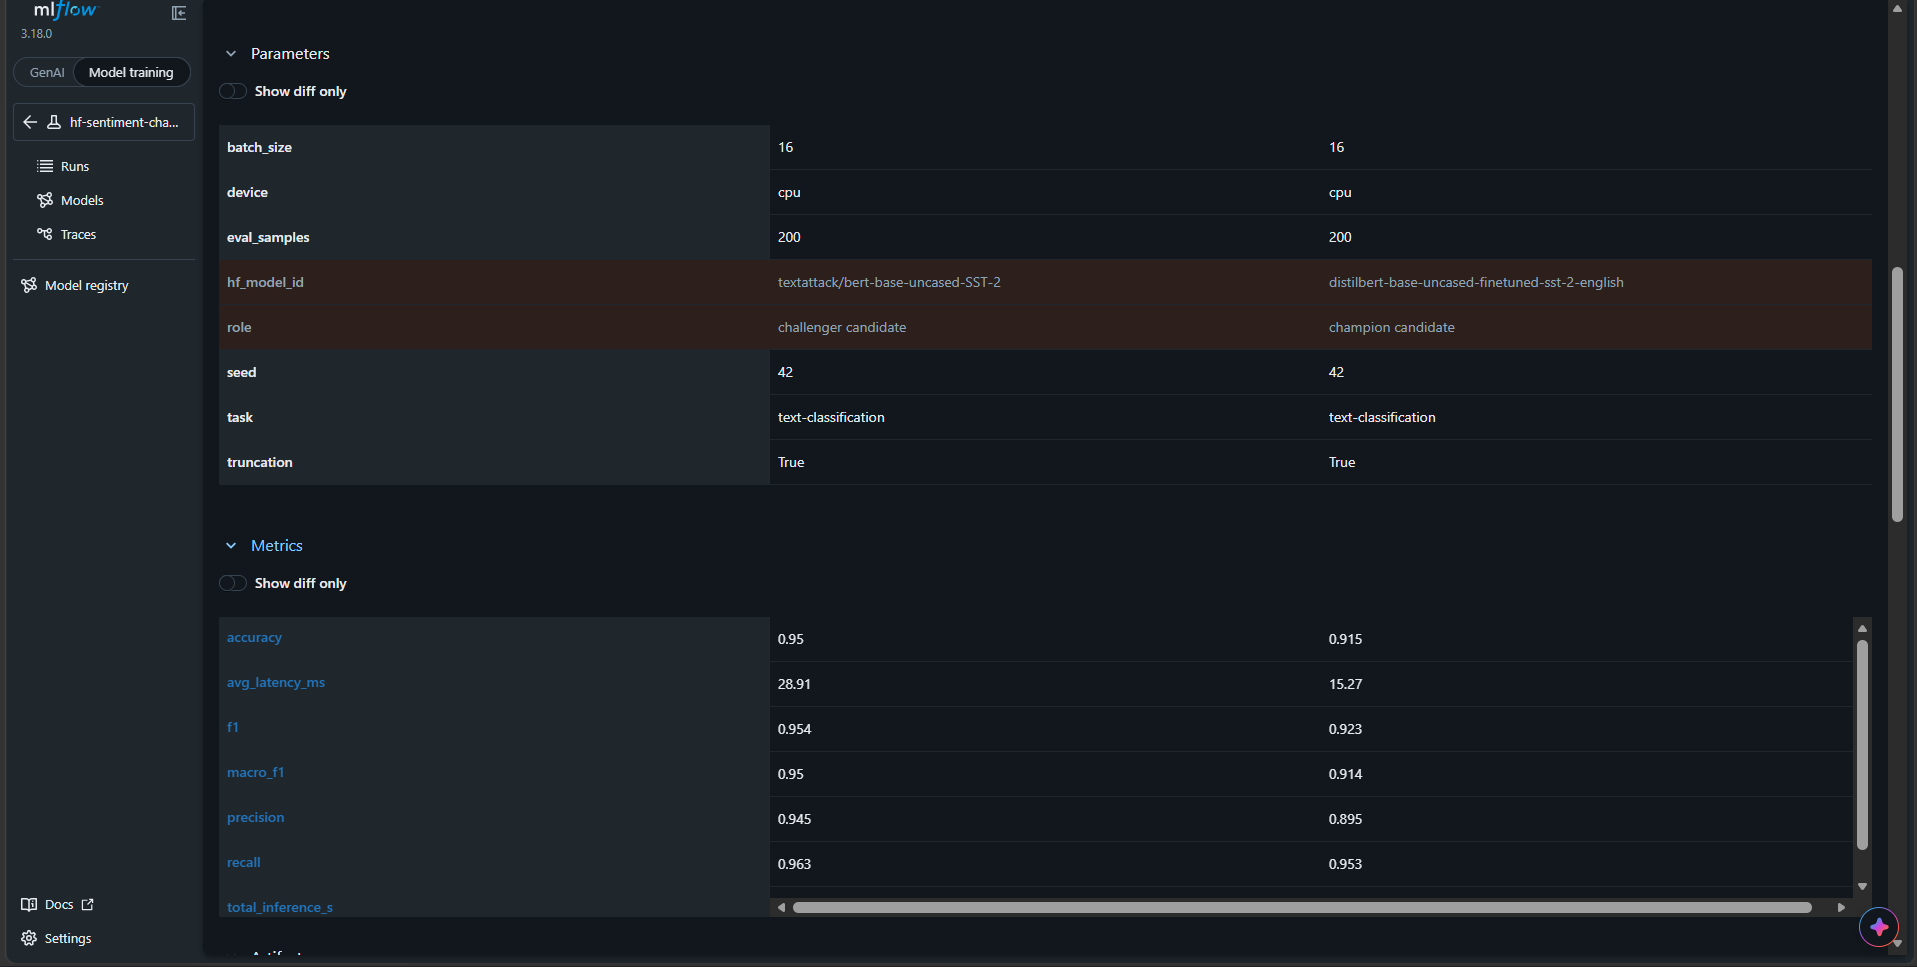 mlflow
3.18.0
GenAI Model training
hf-sentiment-cha...
Runs
Models
Traces
Model registry
Docs
Settings
Parameters
Show diff only
batch_size 16 16
device cpu cpu
eval_samples 200 200
hf_model_id textattack/bert-base-uncased-SST-2 distilbert-base-uncased-finetuned-sst-2-english
role challenger candidate champion candidate
seed 42 42
task text-classification text-classification
truncation True True
Metrics
Show diff only
accuracy 0.95 0.915
avg_latency_ms 28.91 15.27
f1 0.954 0.923
macro_f1 0.95 0.914
precision 0.945 0.895
recall 0.963 0.953
total_inference_s